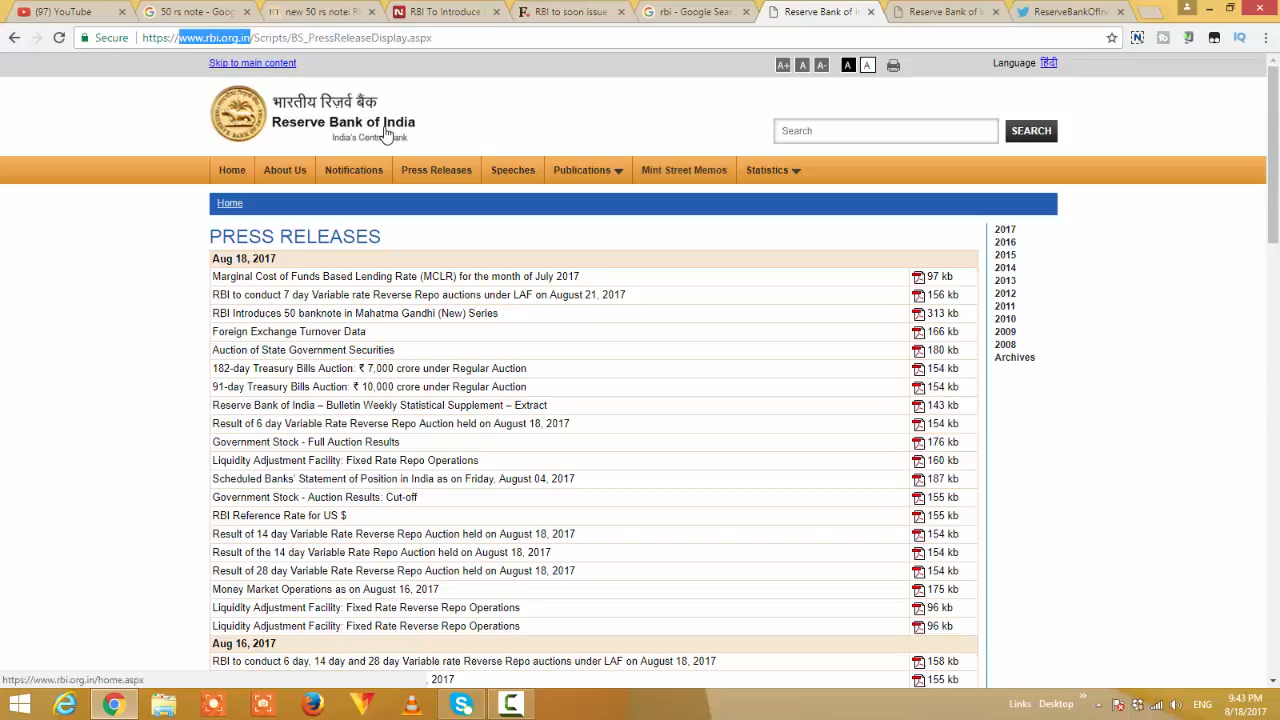 (97) YouTube
50 rs note - Goo
new 50 rs note: R
RBI To Introduce
RBI to soon issue
rbi - Google Sea
Reserve Bank of I
Reserve Bank of I
ReserveBankOfIn
Secure https://www.rbi.org.in/Scripts/BS_PressReleaseDisplay.aspx
Skip to main content
A+ A A- A A
Language हिंदी
भारतीय रिज़र्व बैंक
Reserve Bank of India
India's Central Bank
Search SEARCH
Home About Us Notifications Press Releases Speeches Publications Mint Street Memos Statistics
Home
PRESS RELEASES
Aug 18, 2017
Marginal Cost of Funds Based Lending Rate (MCLR) for the month of July 2017 97 kb
RBI to conduct 7 day Variable rate Reverse Repo auctions under LAF on August 21, 2017 156 kb
RBI Introduces 50 banknote in Mahatma Gandhi (New) Series 313 kb
Foreign Exchange Turnover Data 166 kb
Auction of State Government Securities 180 kb
182-day Treasury Bills Auction: ₹ 7,000 crore under Regular Auction 154 kb
91-day Treasury Bills Auction: ₹ 10,000 crore under Regular Auction 154 kb
Reserve Bank of India – Bulletin Weekly Statistical Supplement – Extract 143 kb
Result of 6 day Variable Rate Reverse Repo Auction held on August 18, 2017 154 kb
Government Stock - Full Auction Results 176 kb
Liquidity Adjustment Facility: Fixed Rate Repo Operations 160 kb
Scheduled Banks' Statement of Position in India as on Friday, August 04, 2017 187 kb
Government Stock - Auction Results: Cut-off 155 kb
RBI Reference Rate for US $ 155 kb
Result of 14 day Variable Rate Reverse Repo Auction held on August 18, 2017 154 kb
Result of the 14 day Variable Rate Repo Auction held on August 18, 2017 154 kb
Result of 28 day Variable Rate Reverse Repo Auction held on August 18, 2017 154 kb
Money Market Operations as on August 16, 2017 175 kb
Liquidity Adjustment Facility: Fixed Rate Reverse Repo Operations 96 kb
Liquidity Adjustment Facility: Fixed Rate Reverse Repo Operations 96 kb
Aug 16, 2017
RBI to conduct 6 day, 14 day and 28 day Variable rate Reverse Repo auctions under LAF on August 18, 2017 158 kb
, 2017 155 kb
2017
2016
2015
2014
2013
2012
2011
2010
2009
2008
Archives
https://www.rbi.org.in/home.aspx
Links Desktop ENG
9:43 PM
8/18/2017